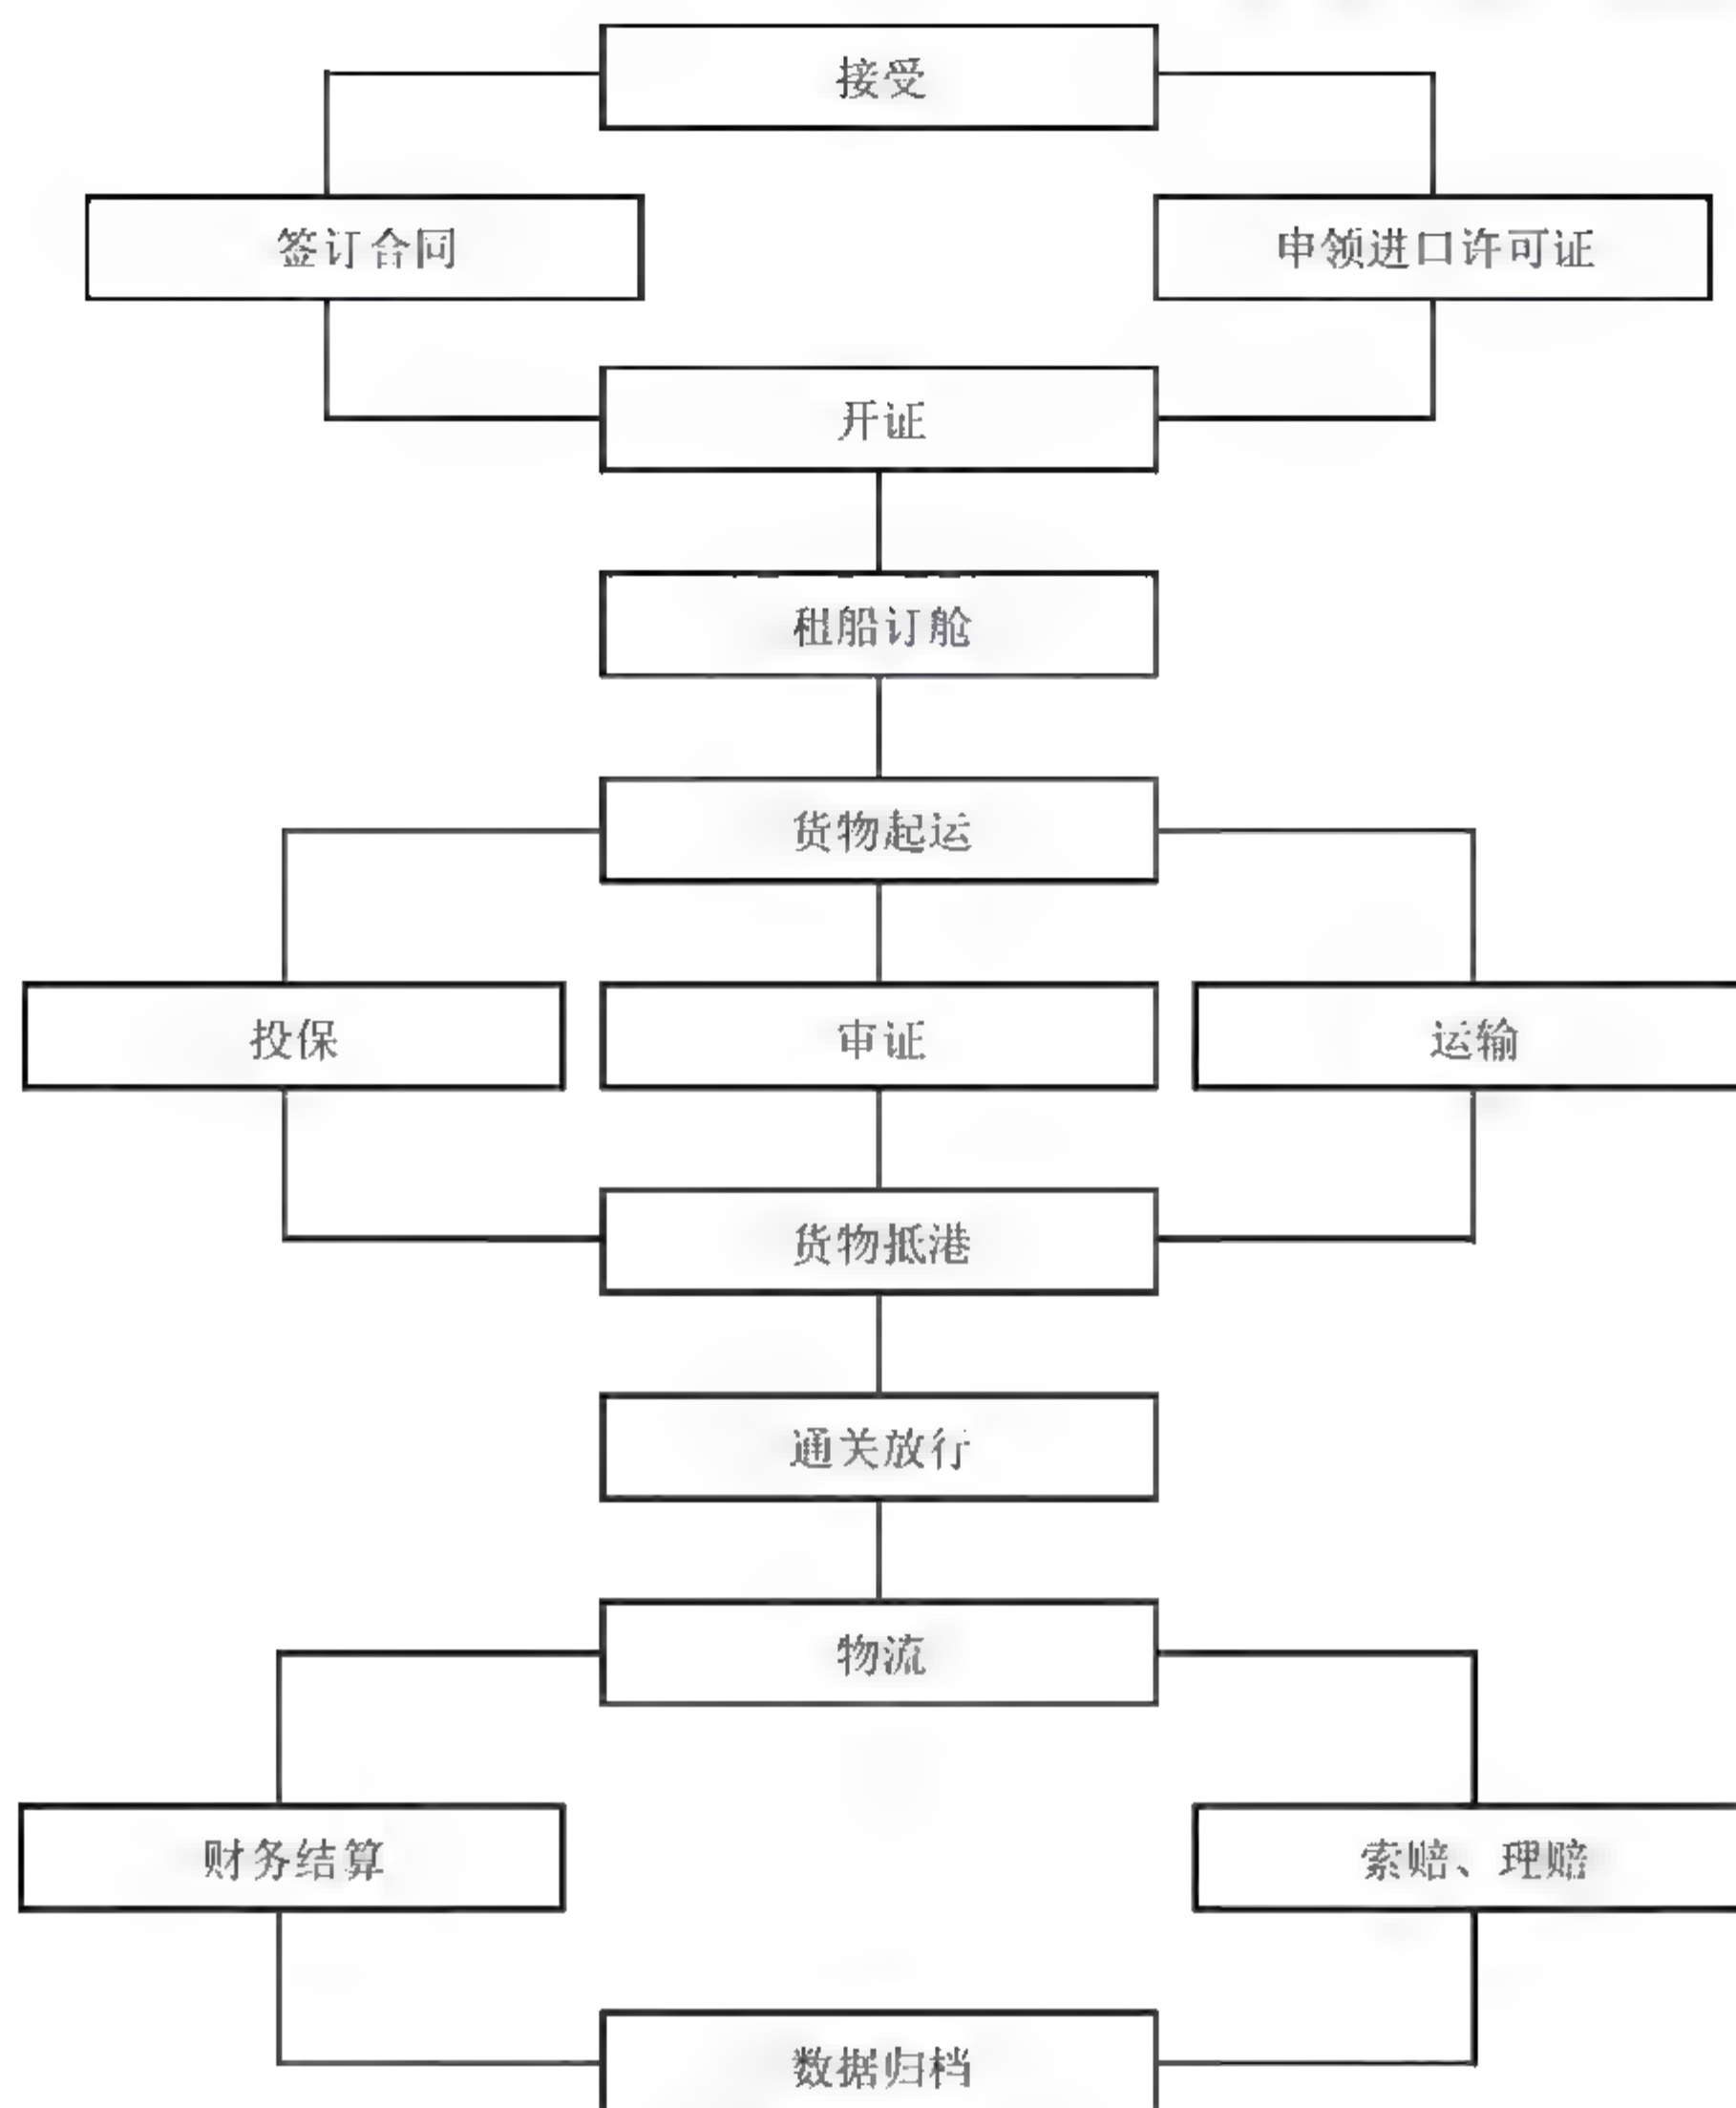 接受
签订合同
申领进口许可证
开证
租船订舱
货物起运
投保
审证
运输
货物抵港
通关放行
物流
财务结算
索赔、理赔
数据归档